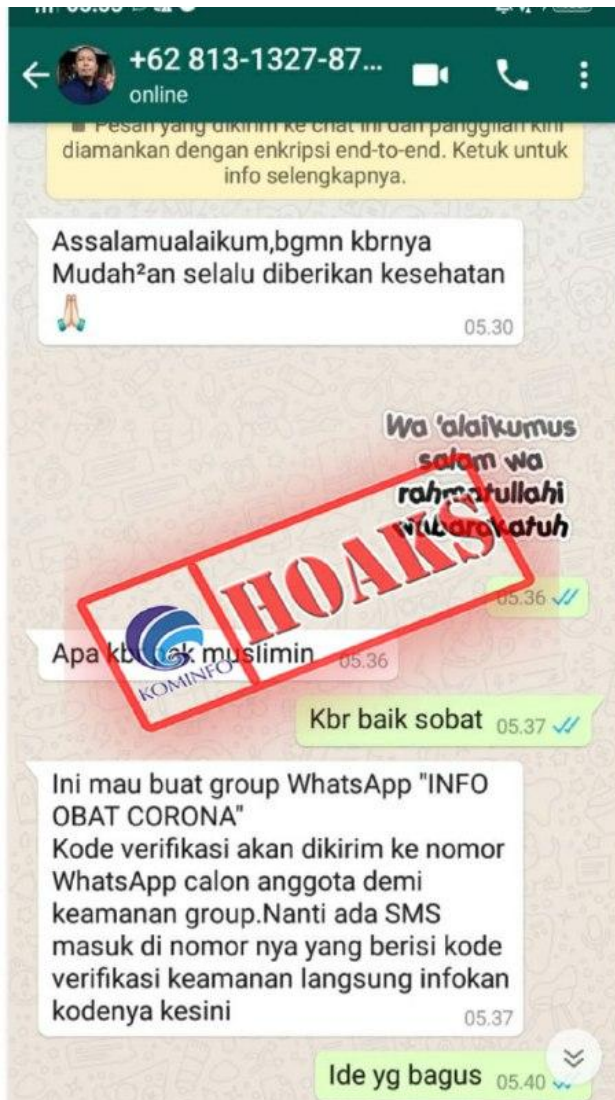 +62 813-1327-87...
online
Pesan yang dikirim ke chat ini dan panggilan kini
diamankan dengan enkripsi end-to-end. Ketuk untuk
info selengkapnya.
Assalamualaikum,bgmn kbrnya
Mudah²an selalu diberikan kesehatan
05.30
Wa 'alaikumus
salam wa
rahmatullahi
wabarokatuh
HOAKS
KOMINFO
05.36
Apa kbr pak muslimin 05.36
Kbr baik sobat 05.37
Ini mau buat group WhatsApp "INFO
OBAT CORONA"
Kode verifikasi akan dikirim ke nomor
WhatsApp calon anggota demi
keamanan group.Nanti ada SMS
masuk di nomor nya yang berisi kode
verifikasi keamanan langsung infokan
kodenya kesini
05.37
Ide yg bagus 05.40